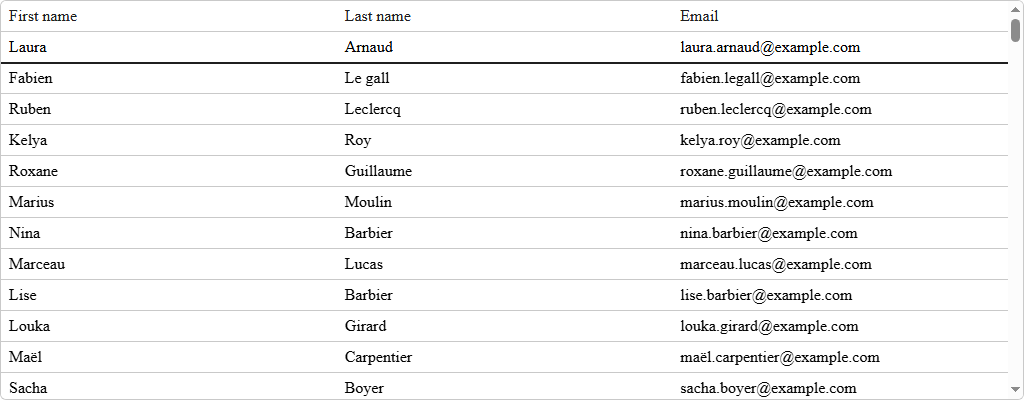 First name Last name Email
Laura Arnaud laura.arnaud@example.com
Fabien Le gall fabien.legall@example.com
Ruben Leclercq ruben.leclercq@example.com
Kelya Roy kelya.roy@example.com
Roxane Guillaume roxane.guillaume@example.com
Marius Moulin marius.moulin@example.com
Nina Barbier nina.barbier@example.com
Marceau Lucas marceau.lucas@example.com
Lise Barbier lise.barbier@example.com
Louka Girard louka.girard@example.com
Maël Carpentier maël.carpentier@example.com
Sacha Boyer sacha.boyer@example.com